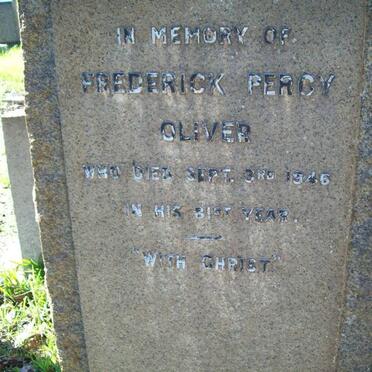 IN MEMORY OF
FREDERICK PERCY
OLIVER
WHO DIED SEPT. 3RD 1946
IN HIS 81ST YEAR.
"WITH CHRIST"